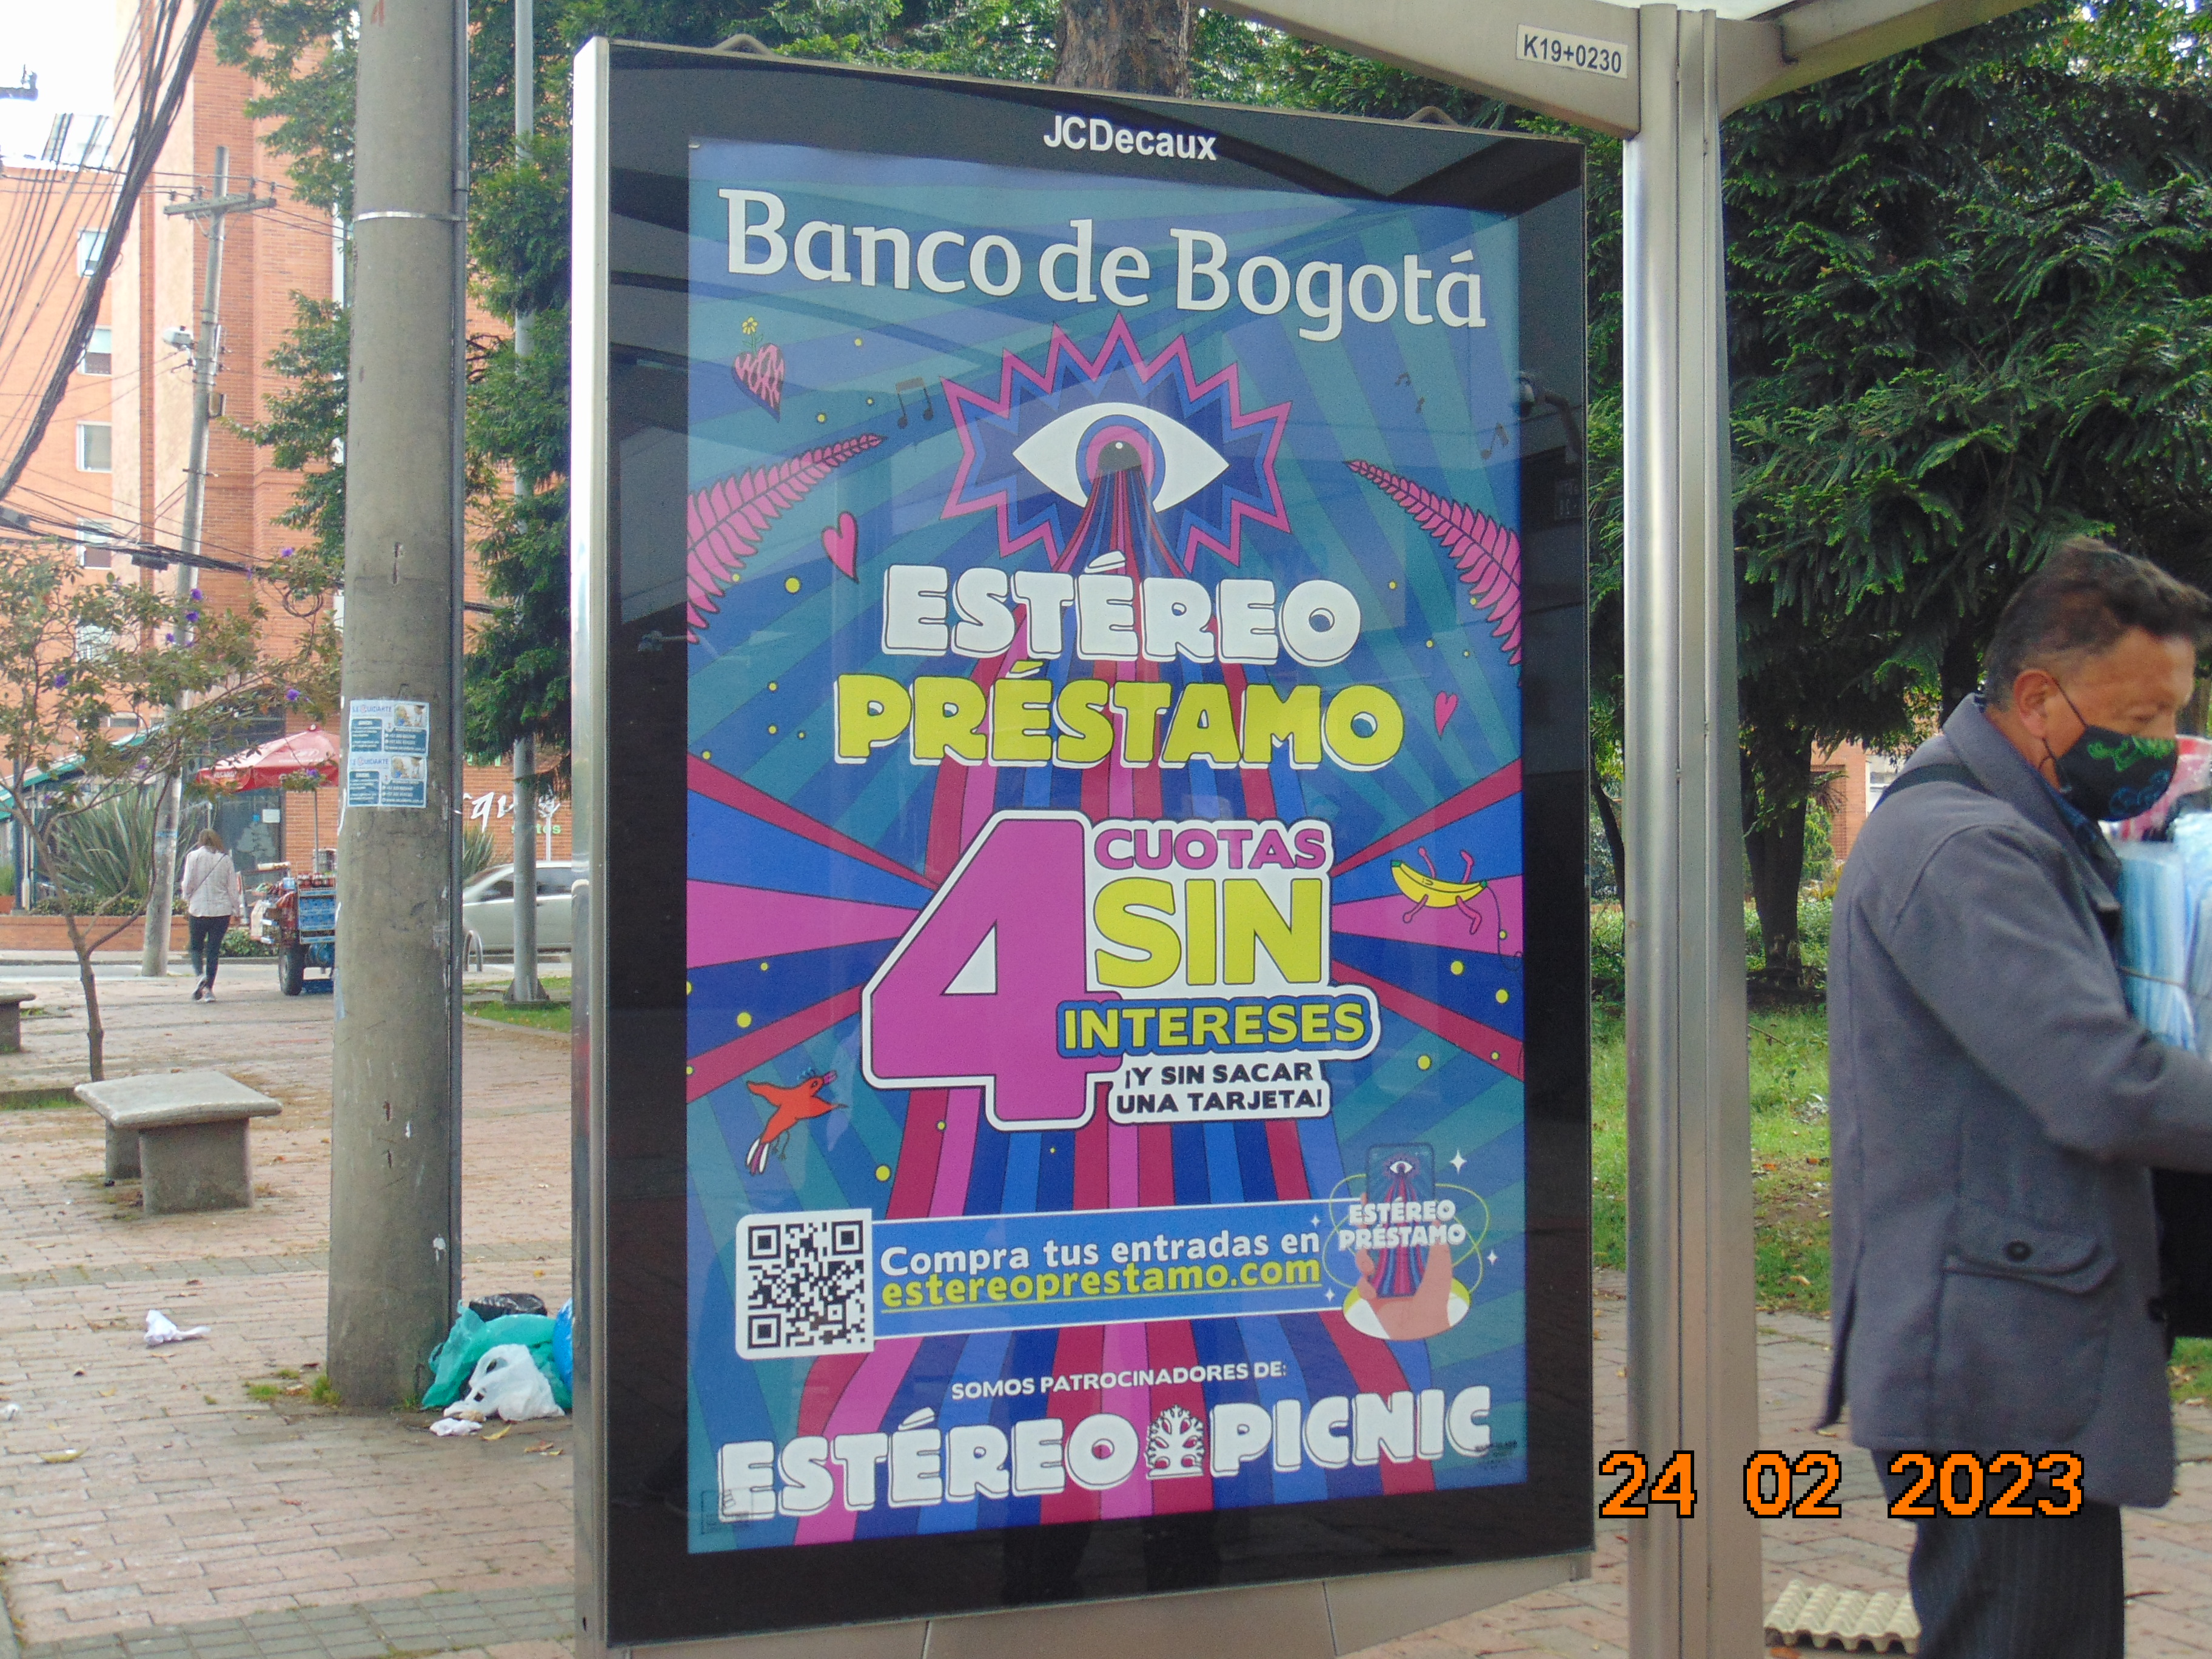 K19+0230
JCDecaux
Banco de Bogotá
ESTÉREO
PRÉSTAMO
4 CUOTAS
SIN
INTERESES
¡Y SIN SACAR
UNA TARJETA!
Compra tus entradas en
estereoprestamo.com
ESTÉREO
PRÉSTAMO
SOMOS PATROCINADORES DE:
ESTÉREO PICNIC
24 02 2023